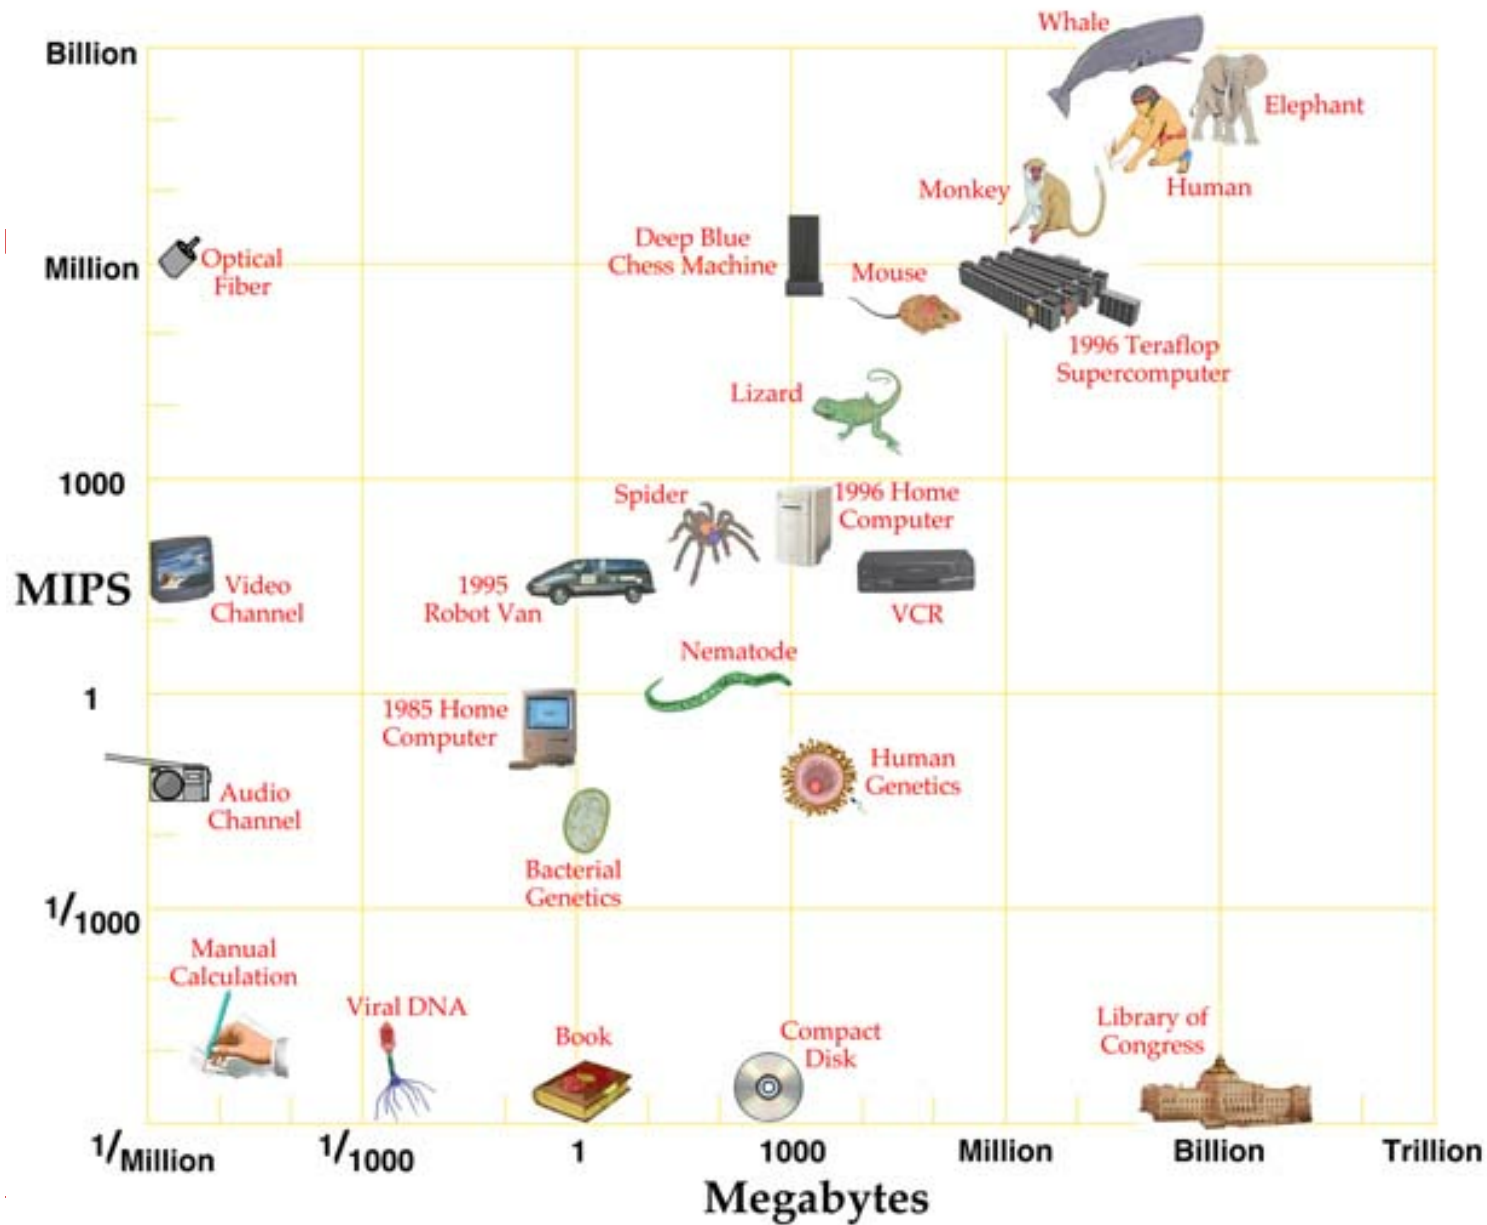 Whale
Billion
Elephant
Monkey
Human
Deep Blue
Chess Machine
Optical
Fiber
Million
Mouse
1996 Teraflop
Supercomputer
Lizard
1000
Spider
1996 Home
Computer
MIPS
Video
Channel
1995
Robot Van
VCR
Nematode
1
1985 Home
Computer
Human
Genetics
Audio
Channel
Bacterial
Genetics
1/1000
Manual
Calculation
Viral DNA
Book
Compact
Disk
Library of
Congress
1/Million
1/1000
1
1000
Million
Billion
Trillion
Megabytes